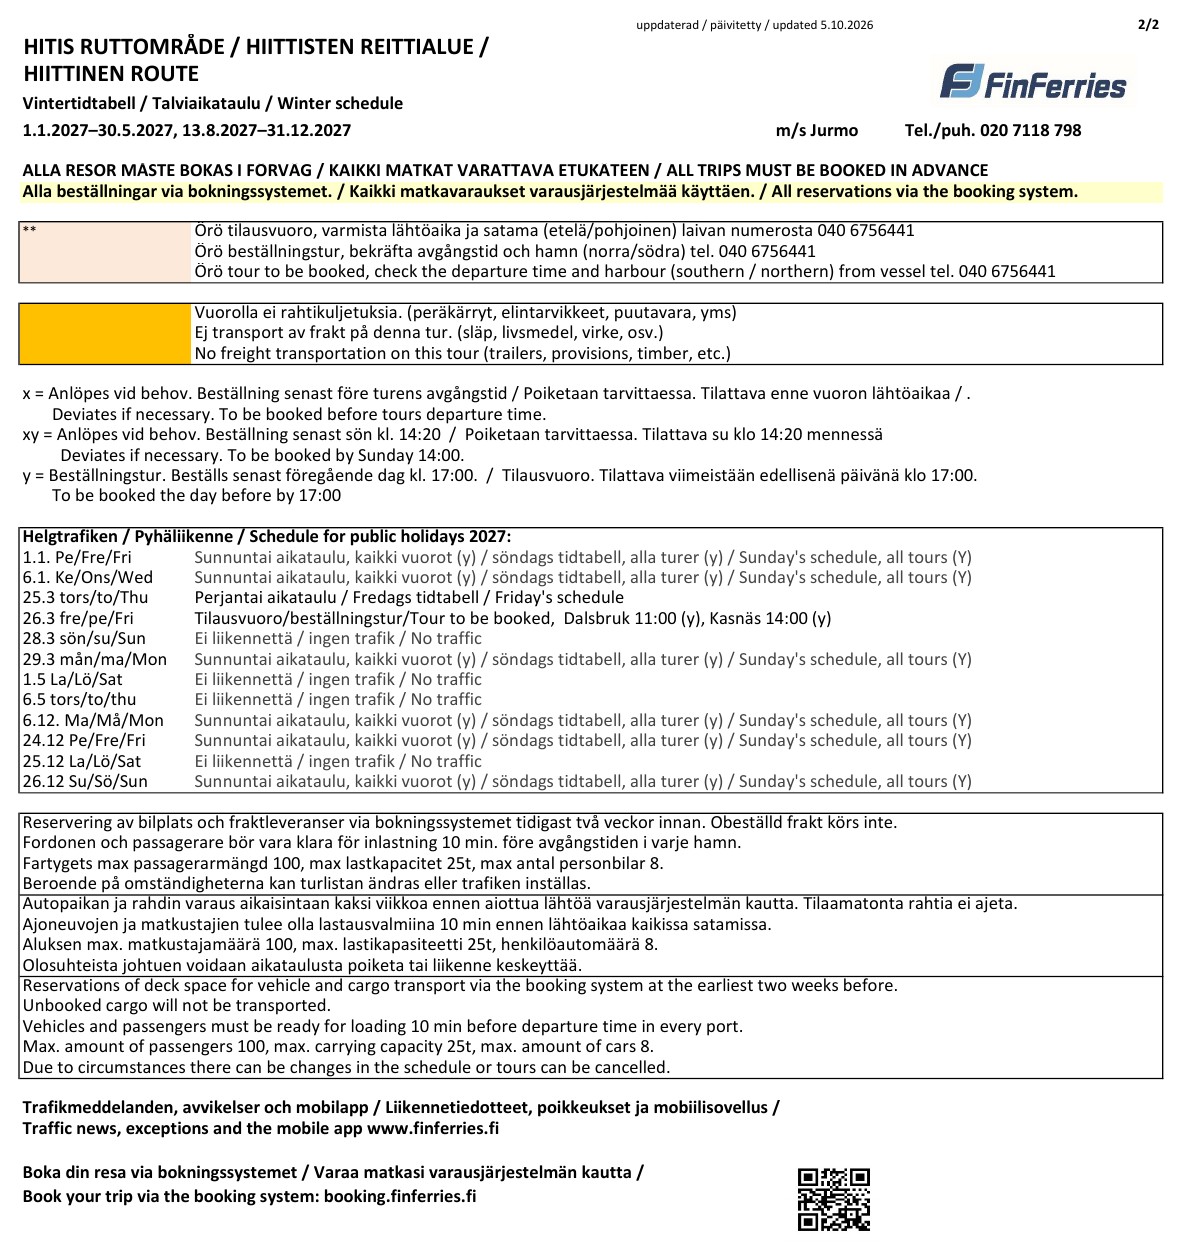 uppdaterad / päivitetty / updated 5.10.2026 2/2
HITIS RUTTOMRÅDE / HIITTISTEN REITTIALUE /
HIITTINEN ROUTE
FinFerries
Vintertidtabell / Talviaikataulu / Winter schedule
1.1.2027–30.5.2027, 13.8.2027–31.12.2027 m/s Jurmo Tel./puh. 020 7118 798
ALLA RESOR MÅSTE BOKAS I FORVAG / KAIKKI MATKAT VARATTAVA ETUKATEEN / ALL TRIPS MUST BE BOOKED IN ADVANCE
Alla beställningar via bokningssystemet. / Kaikki matkavaraukset varausjärjestelmää käyttäen. / All reservations via the booking system.
** Örö tilausvuoro, varmista lähtöaika ja satama (etelä/pohjoinen) laivan numerosta 040 6756441
Örö beställningstur, bekräfta avgångstid och hamn (norra/södra) tel. 040 6756441
Örö tour to be booked, check the departure time and harbour (southern / northern) from vessel tel. 040 6756441
Vuorolla ei rahtikuljetuksia. (peräkärryt, elintarvikkeet, puutavara, yms)
Ej transport av frakt på denna tur. (släp, livsmedel, virke, osv.)
No freight transportation on this tour (trailers, provisions, timber, etc.)
x = Anlöpes vid behov. Beställning senast före turens avgångstid / Poiketaan tarvittaessa. Tilattava enne vuoron lähtöaikaa / .
Deviates if necessary. To be booked before tours departure time.
xy = Anlöpes vid behov. Beställning senast sön kl. 14:20 / Poiketaan tarvittaessa. Tilattava su klo 14:20 mennessä
Deviates if necessary. To be booked by Sunday 14:00.
y = Beställningstur. Beställs senast föregående dag kl. 17:00. / Tilausvuoro. Tilattava viimeistään edellisenä päivänä klo 17:00.
To be booked the day before by 17:00
Helgtrafiken / Pyhäliikenne / Schedule for public holidays 2027:
1.1. Pe/Fre/Fri Sunnuntai aikataulu, kaikki vuorot (y) / söndags tidtabell, alla turer (y) / Sunday's schedule, all tours (Y)
6.1. Ke/Ons/Wed Sunnuntai aikataulu, kaikki vuorot (y) / söndags tidtabell, alla turer (y) / Sunday's schedule, all tours (Y)
25.3 tors/to/Thu Perjantai aikataulu / Fredags tidtabell / Friday's schedule
26.3 fre/pe/Fri Tilausvuoro/beställningstur/Tour to be booked, Dalsbruk 11:00 (y), Kasnäs 14:00 (y)
28.3 sön/su/Sun Ei liikennettä / ingen trafik / No traffic
29.3 mån/ma/Mon Sunnuntai aikataulu, kaikki vuorot (y) / söndags tidtabell, alla turer (y) / Sunday's schedule, all tours (Y)
1.5 La/Lö/Sat Ei liikennettä / ingen trafik / No traffic
6.5 tors/to/thu Ei liikennettä / ingen trafik / No traffic
6.12. Ma/Må/Mon Sunnuntai aikataulu, kaikki vuorot (y) / söndags tidtabell, alla turer (y) / Sunday's schedule, all tours (Y)
24.12 Pe/Fre/Fri Sunnuntai aikataulu, kaikki vuorot (y) / söndags tidtabell, alla turer (y) / Sunday's schedule, all tours (Y)
25.12 La/Lö/Sat Ei liikennettä / ingen trafik / No traffic
26.12 Su/Sö/Sun Sunnuntai aikataulu, kaikki vuorot (y) / söndags tidtabell, alla turer (y) / Sunday's schedule, all tours (Y)
Reservering av bilplats och fraktleveranser via bokningssystemet tidigast två veckor innan. Obeställd frakt körs inte.
Fordonen och passagerare bör vara klara för inlastning 10 min. före avgångstiden i varje hamn.
Fartygets max passagerarmängd 100, max lastkapacitet 25t, max antal personbilar 8.
Beroende på omständigheterna kan turlistan ändras eller trafiken inställas.
Autopaikan ja rahdin varaus aikaisintaan kaksi viikkoa ennen aiottua lähtöä varausjärjestelmän kautta. Tilaamatonta rahtia ei ajeta.
Ajoneuvojen ja matkustajien tulee olla lastausvalmiina 10 min ennen lähtöaikaa kaikissa satamissa.
Aluksen max. matkustajamäärä 100, max. lastikapasiteetti 25t, henkilöautomäärä 8.
Olosuhteista johtuen voidaan aikataulusta poiketa tai liikenne keskeyttää.
Reservations of deck space for vehicle and cargo transport via the booking system at the earliest two weeks before.
Unbooked cargo will not be transported.
Vehicles and passengers must be ready for loading 10 min before departure time in every port.
Max. amount of passengers 100, max. carrying capacity 25t, max. amount of cars 8.
Due to circumstances there can be changes in the schedule or tours can be cancelled.
Trafikmeddelanden, avvikelser och mobilapp / Liikennetiedotteet, poikkeukset ja mobiilisovellus /
Traffic news, exceptions and the mobile app www.finferries.fi
Boka din resa via bokningssystemet / Varaa matkasi varausjärjestelmän kautta /
Book your trip via the booking system: booking.finferries.fi